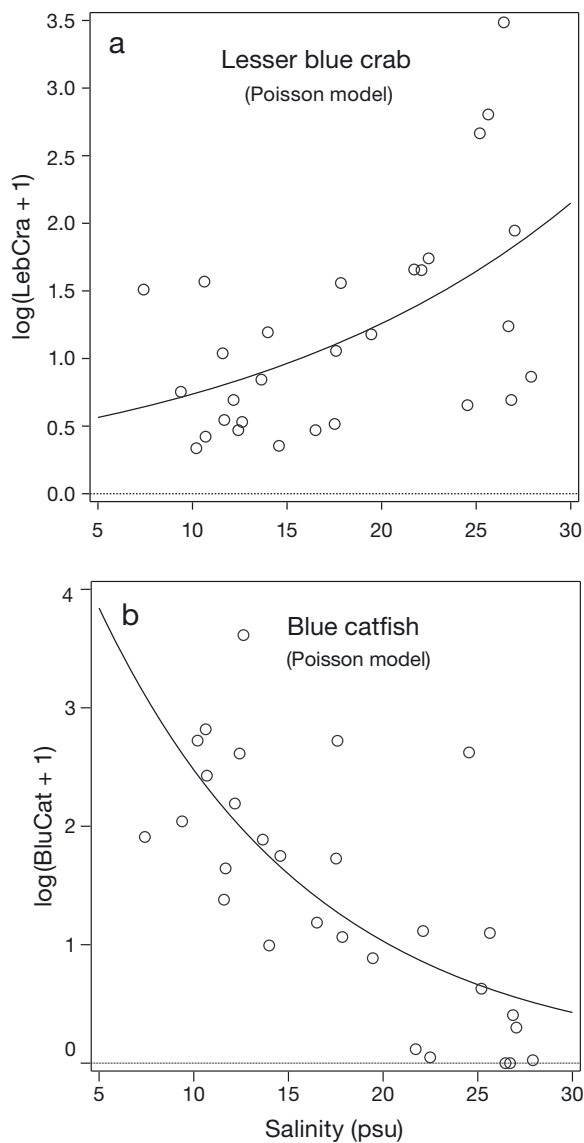 a
Lesser blue crab
(Poisson model)
log(LebCra + 1)
3.5
3.0
2.5
2.0
1.5
1.0
0.5
0.0
5 10 15 20 25 30
b
Blue catfish
(Poisson model)
log(BluCat + 1)
4
3
2
1
0
5 10 15 20 25 30
Salinity (psu)